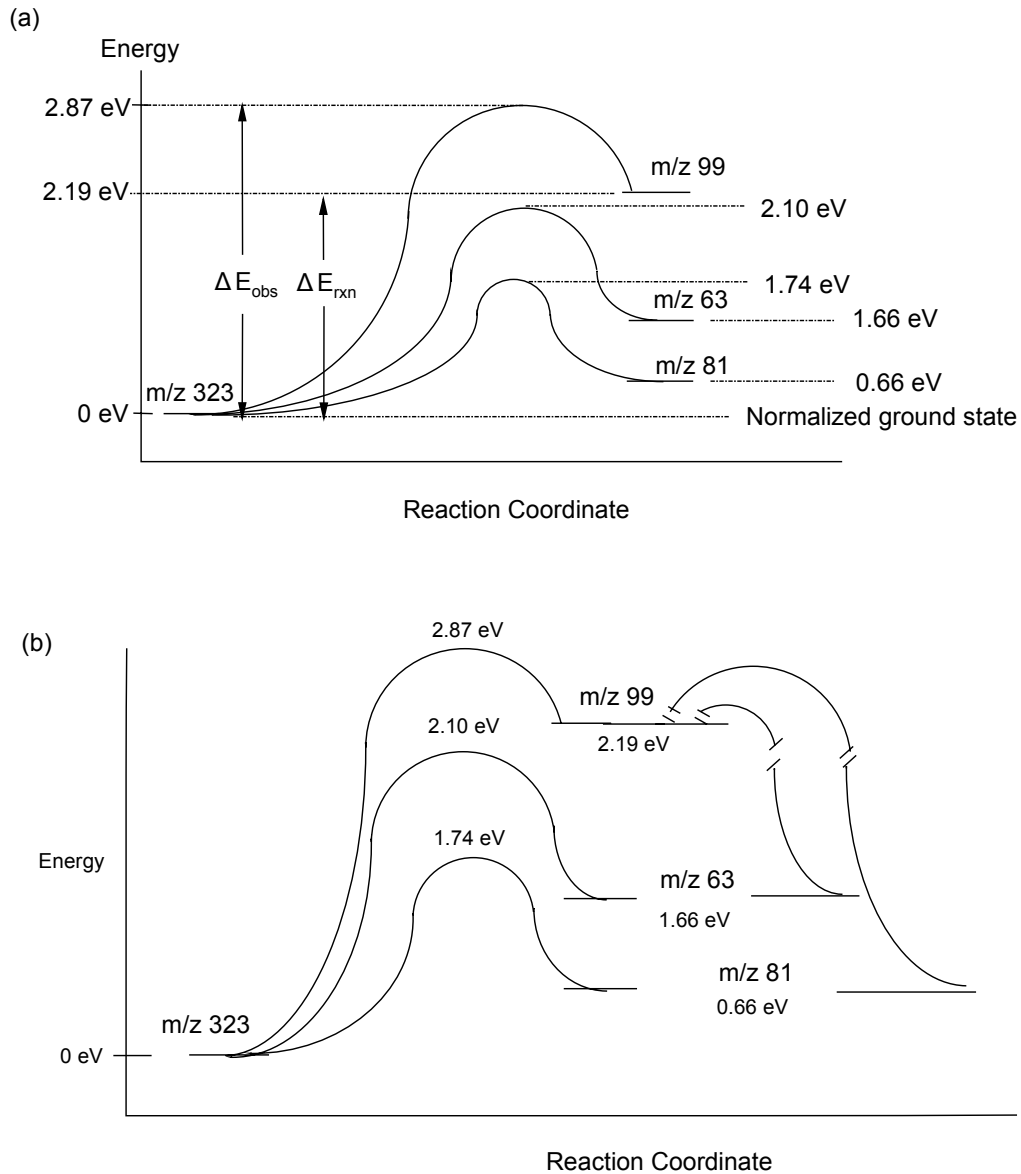 (a)
Energy
2.87 eV
m/z 99
2.19 eV
2.10 eV
Δ E_obs Δ E_rxn
1.74 eV
m/z 63
1.66 eV
m/z 81
m/z 323
0.66 eV
0 eV
Normalized ground state
Reaction Coordinate
(b)
2.87 eV
m/z 99
2.10 eV
2.19 eV
1.74 eV
Energy
m/z 63
1.66 eV
m/z 81
0.66 eV
m/z 323
0 eV
Reaction Coordinate